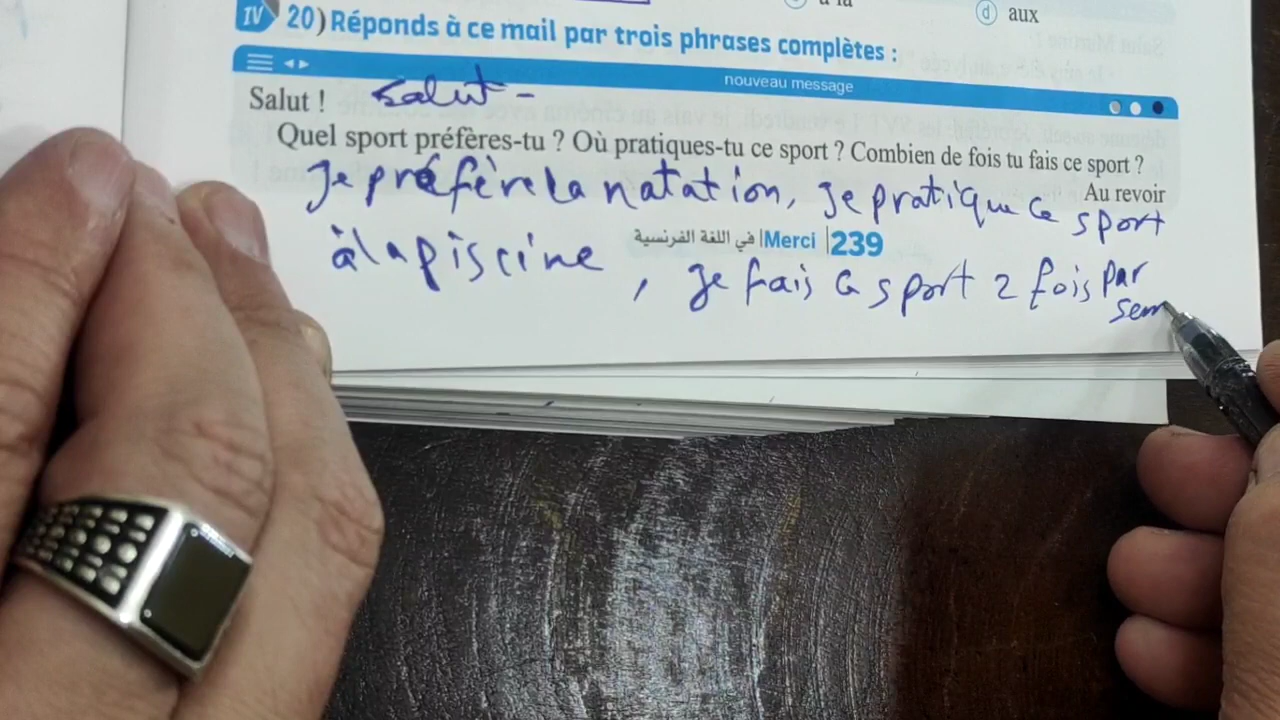 à la
d aux
IV 20) Réponds à ce mail par trois phrases complètes :
nouveau message
Salut ! Salut -
Quel sport préfères-tu ? Où pratiques-tu ce sport ? Combien de fois tu fais ce sport ?
Au revoir
Je préfère la natation, Je pratique ce sport
à la piscine, Je fais ce sport 2 fois par
sem
في اللغة الفرنسية Merci 239